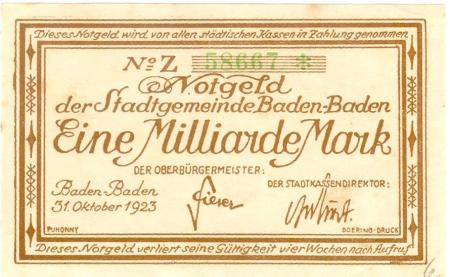 Dieses Notgeld wird von allen städtischen Kassen in Zahlung genommen
No Z 58667 *
Notgeld
der Stadtgemeinde Baden-Baden
Eine Milliarde Mark
DER OBERBÜRGERMEISTER:
DER STADTKASSENDIREKTOR:
Baden-Baden
31. Oktober 1923
Fieser
PUHONNY
DOERING-DRUCK
Dieses Notgeld verliert seine Gültigkeit vier Wochen nach Aufruf
6.-